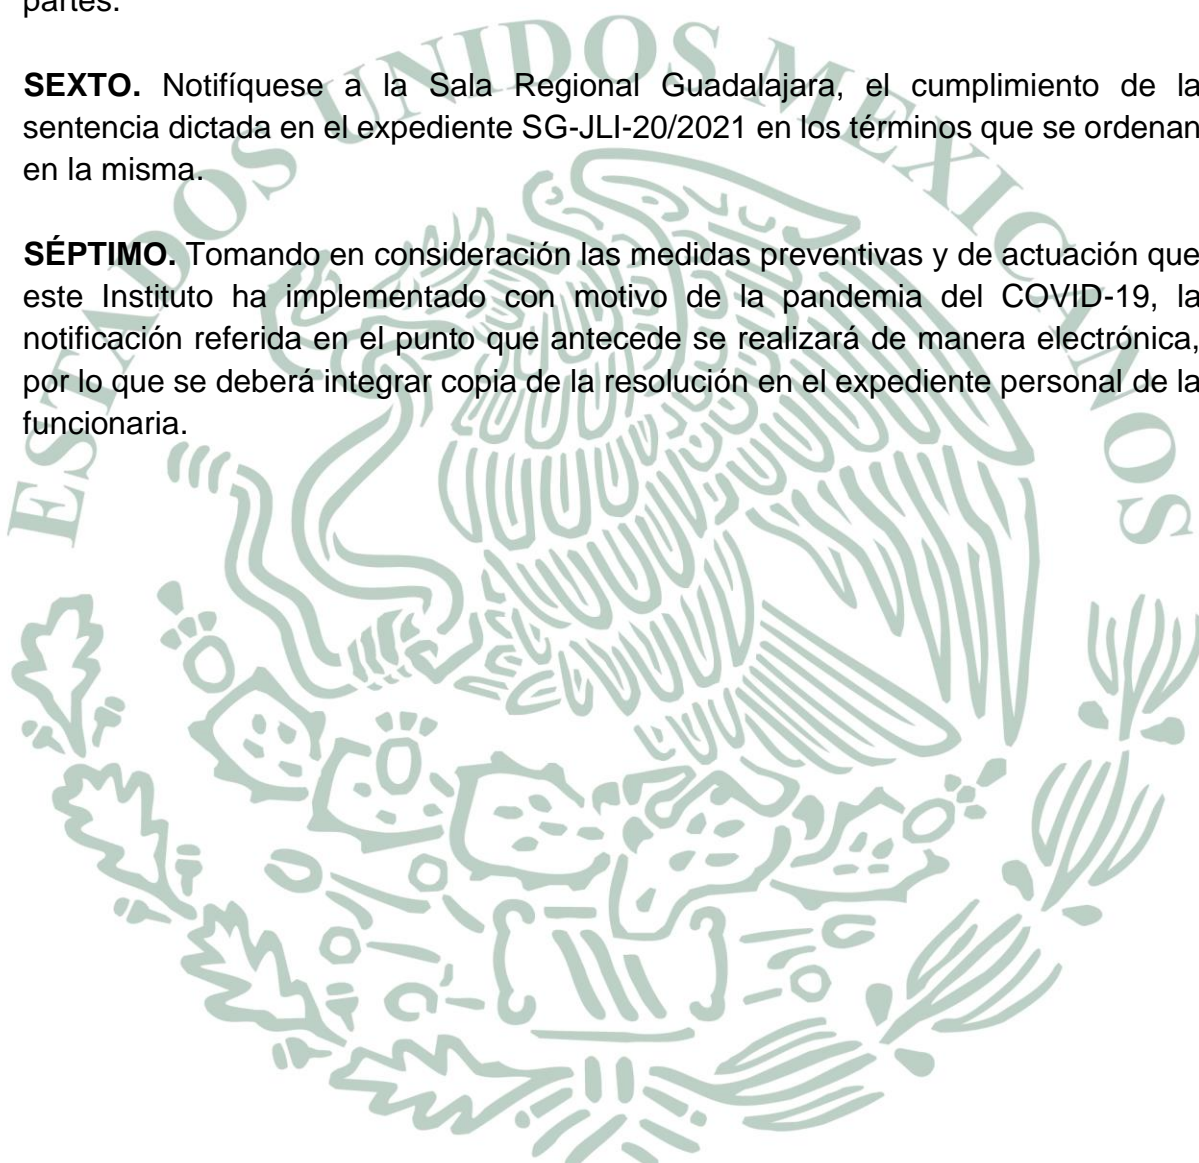 partes.
SEXTO. Notifíquese a la Sala Regional Guadalajara, el cumplimiento de la
sentencia dictada en el expediente SG-JLI-20/2021 en los términos que se ordenan
en la misma.
SÉPTIMO. Tomando en consideración las medidas preventivas y de actuación que
este Instituto ha implementado con motivo de la pandemia del COVID-19, la
notificación referida en el punto que antecede se realizará de manera electrónica,
por lo que se deberá integrar copia de la resolución en el expediente personal de la
funcionaria.
ESTADOS UNIDOS MEXICANOS